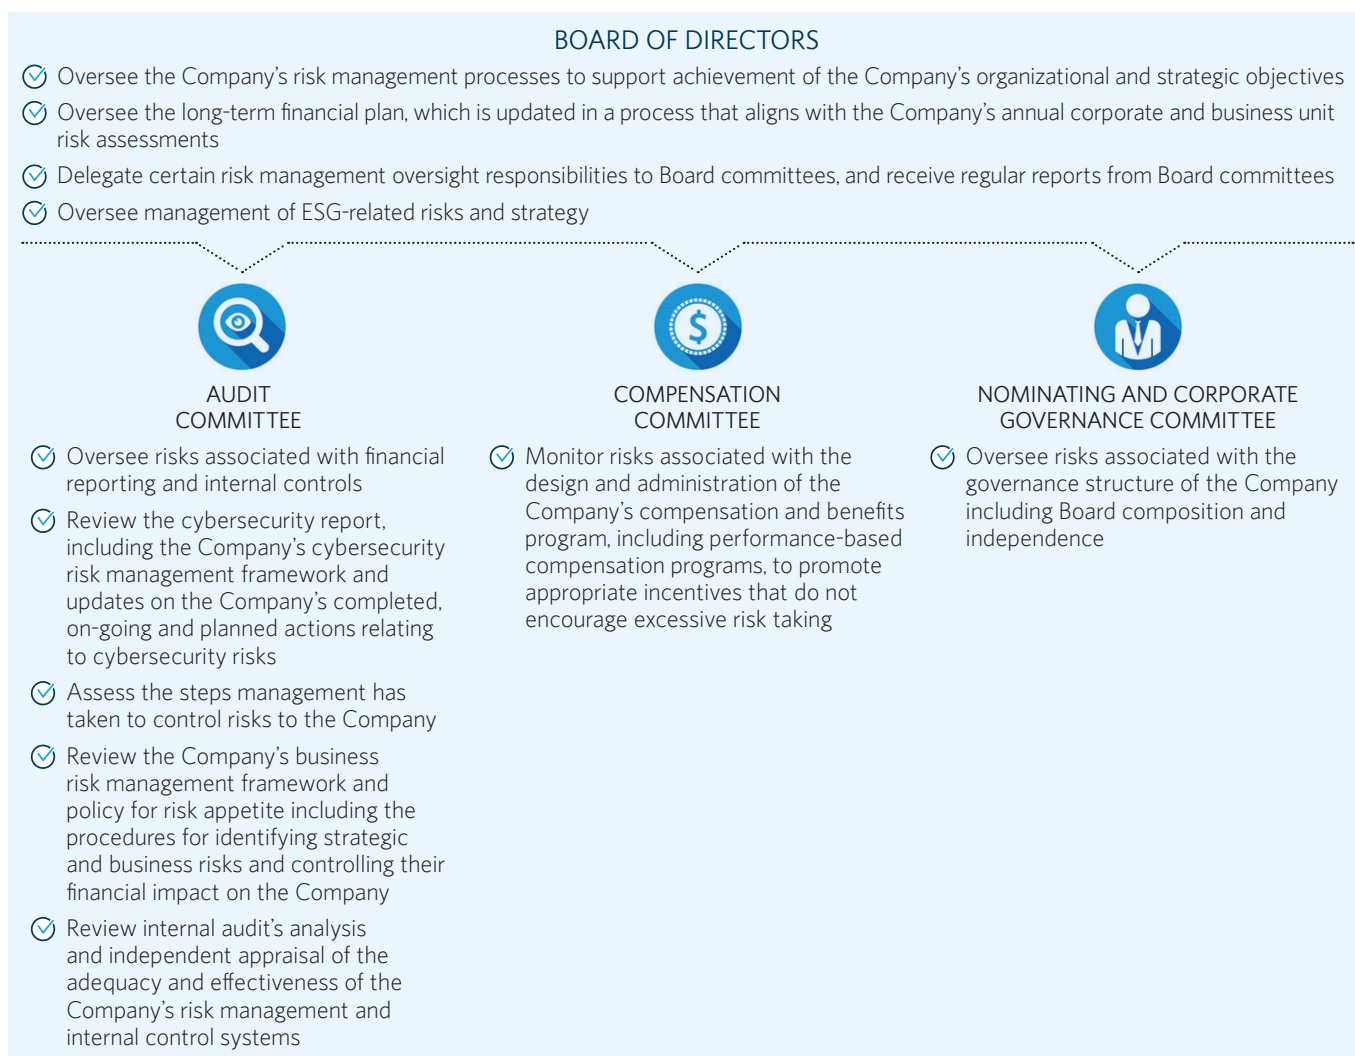 BOARD OF DIRECTORS
Oversee the Company’s risk management processes to support achievement of the Company’s organizational and strategic objectives
Oversee the long-term financial plan, which is updated in a process that aligns with the Company’s annual corporate and business unit
risk assessments
Delegate certain risk management oversight responsibilities to Board committees, and receive regular reports from Board committees
Oversee management of ESG-related risks and strategy
$
AUDIT
COMMITTEE
Oversee risks associated with financial
reporting and internal controls
Review the cybersecurity report,
including the Company’s cybersecurity
risk management framework and
updates on the Company’s completed,
on-going and planned actions relating
to cybersecurity risks
Assess the steps management has
taken to control risks to the Company
Review the Company’s business
risk management framework and
policy for risk appetite including the
procedures for identifying strategic
and business risks and controlling their
financial impact on the Company
Review internal audit’s analysis
and independent appraisal of the
adequacy and effectiveness of the
Company’s risk management and
internal control systems
COMPENSATION
COMMITTEE
Monitor risks associated with the
design and administration of the
Company’s compensation and benefits
program, including performance-based
compensation programs, to promote
appropriate incentives that do not
encourage excessive risk taking
NOMINATING AND CORPORATE
GOVERNANCE COMMITTEE
Oversee risks associated with the
governance structure of the Company
including Board composition and
independence